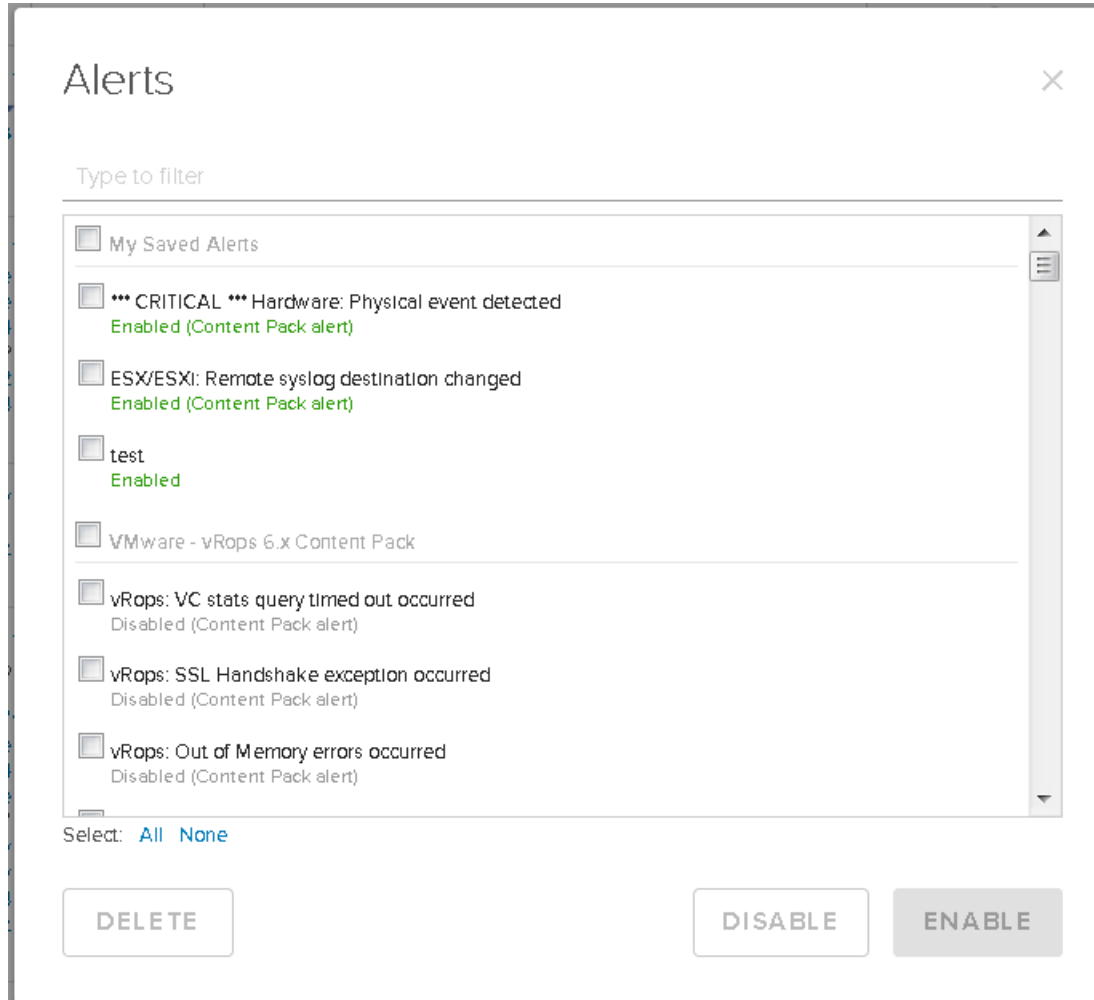 Alerts
Type to filter
My Saved Alerts
*** CRITICAL *** Hardware: Physical event detected
Enabled (Content Pack alert)
ESX/ESXi: Remote syslog destination changed
Enabled (Content Pack alert)
test
Enabled
VMware - vRops 6.x Content Pack
vRops: VC stats query timed out occurred
Disabled (Content Pack alert)
vRops: SSL Handshake exception occurred
Disabled (Content Pack alert)
vRops: Out of Memory errors occurred
Disabled (Content Pack alert)
Select: All None
DELETE DISABLE ENABLE